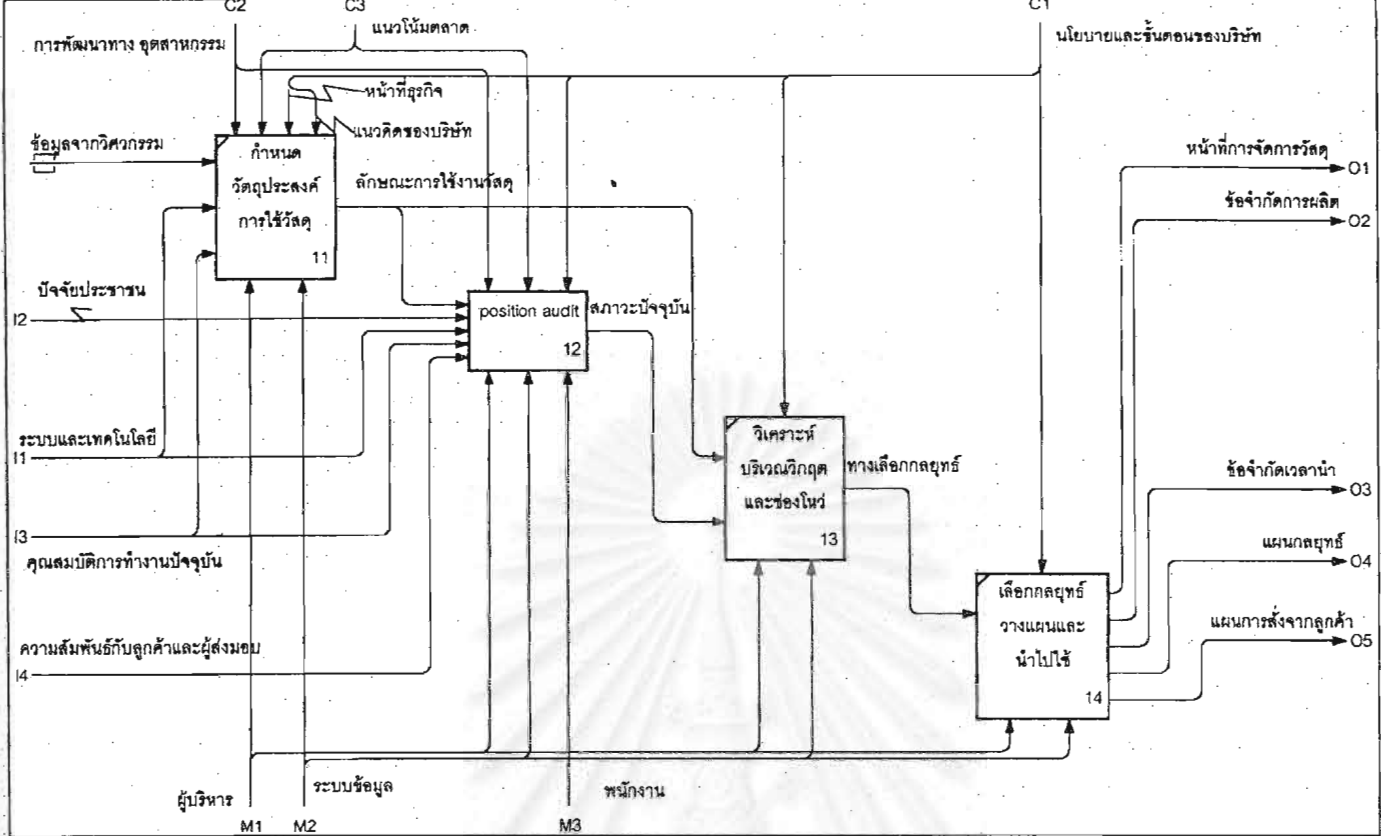 C2
C3
C1
การพัฒนาทาง อุตสาหกรรม
แนวโน้มตลาด
นโยบายและขั้นตอนของบริษัท
หน้าที่ธุรกิจ
แนวคิดของบริษัท
ข้อมูลจากวิศวกรรม
กำหนด
วัตถุประสงค์
การใช้วัสดุ
11
ลักษณะการใช้งานวัสดุ
หน้าที่การจัดการวัสดุ
O1
ข้อจำกัดการผลิต
O2
ปัจจัยประชาชน
I2
position audit
12
สภาวะปัจจุบัน
ระบบและเทคโนโลยี
I1
วิเคราะห์
บริเวณวิกฤต
และช่องโหว่
13
ทางเลือกกลยุทธ์
ข้อจำกัดเวลานำ
O3
I3
คุณสมบัติการทำงานปัจจุบัน
แผนกลยุทธ์
O4
เลือกกลยุทธ์
วางแผนและ
นำไปใช้
14
แผนการสั่งจากลูกค้า
O5
ความสัมพันธ์กับลูกค้าและผู้ส่งมอบ
I4
ผู้บริหาร
ระบบข้อมูล
พนักงาน
M1
M2
M3